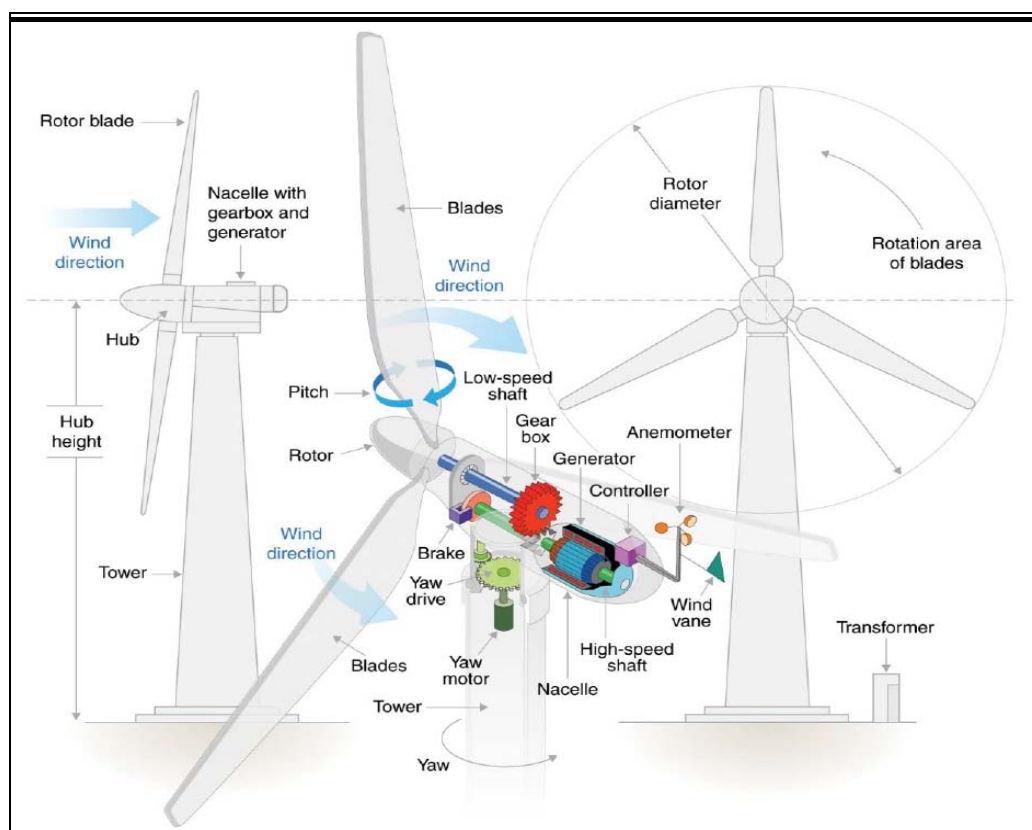 Rotor blade
Nacelle with
gearbox and
generator
Wind
direction
Hub
Hub
height
Tower
Blades
Wind
direction
Pitch
Low-speed
shaft
Gear
box
Rotor
Generator
Controller
Anemometer
Wind
direction
Brake
Yaw
drive
Wind
vane
Blades
Yaw
motor
High-speed
shaft
Nacelle
Tower
Yaw
Rotor
diameter
Rotation area
of blades
Transformer